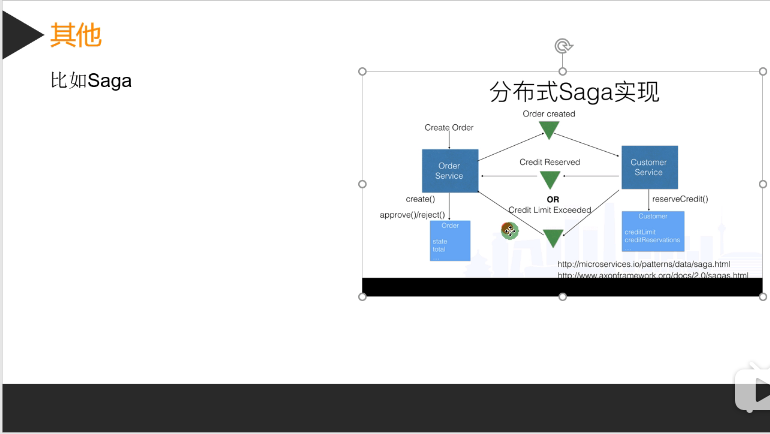 其他
比如Saga
分布式Saga实现
Order created
Create Order
Order
Service
Credit Reserved
Customer
Service
OR
Credit Limit Exceeded
create()
approve()/reject()
reserveCredit()
Order
state
total
Customer
creditLimit
creditReservations
http://microservices.io/patterns/data/saga.html
http://www.axonframework.org/docs/2.0/sagas.html